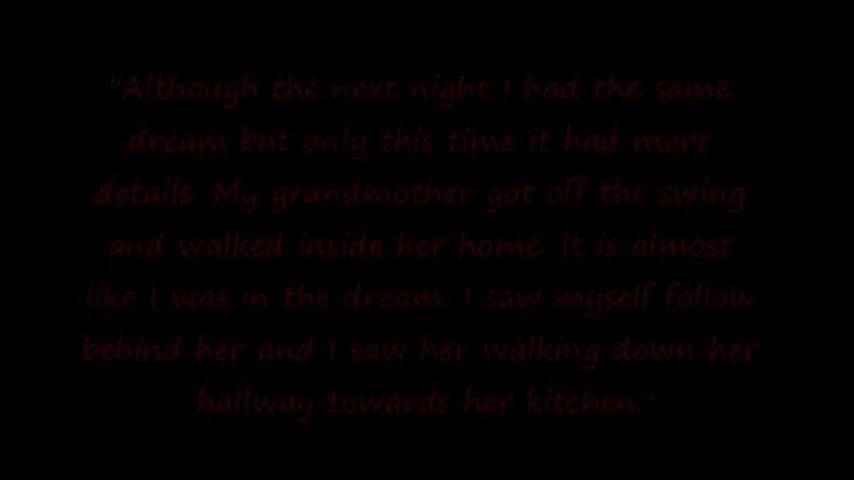 "Although the next night I had the same
dream but only this time it had more
details. My grandmother got off the swing
and walked inside her home. It is almost
like I was in the dream. I saw myself follow
behind her and I saw her walking down her
hallway towards her kitchen."